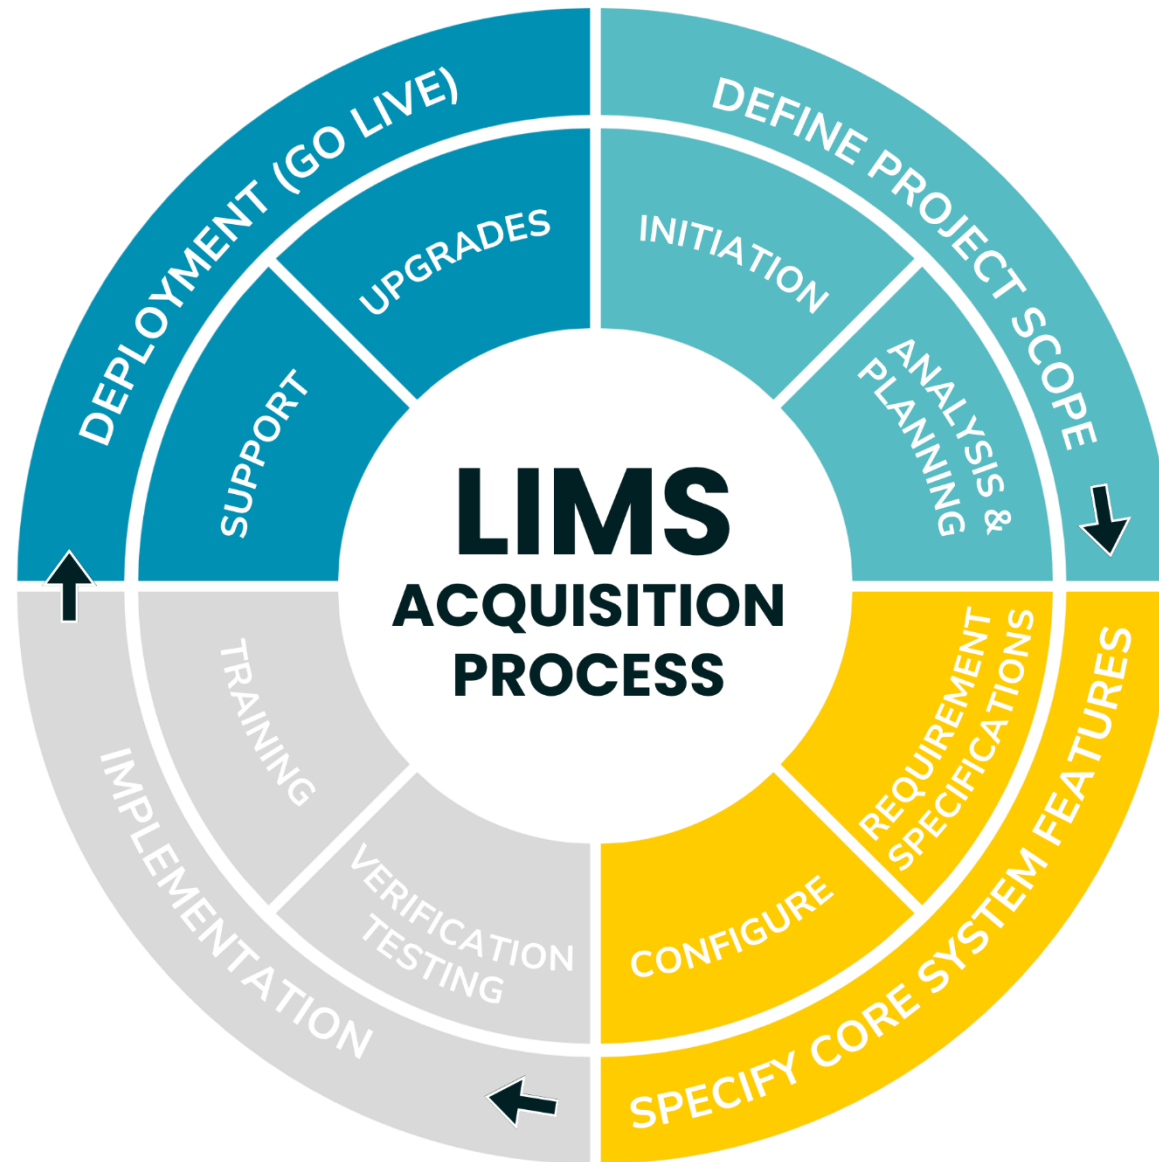 LIMS
ACQUISITION
PROCESS
DEFINE PROJECT SCOPE
INITIATION
ANALYSIS &
PLANNING
SPECIFY CORE SYSTEM FEATURES
REQUIREMENT
SPECIFICATIONS
CONFIGURE
IMPLEMENTATION
VERIFICATION
TESTING
TRAINING
DEPLOYMENT (GO LIVE)
SUPPORT
UPGRADES